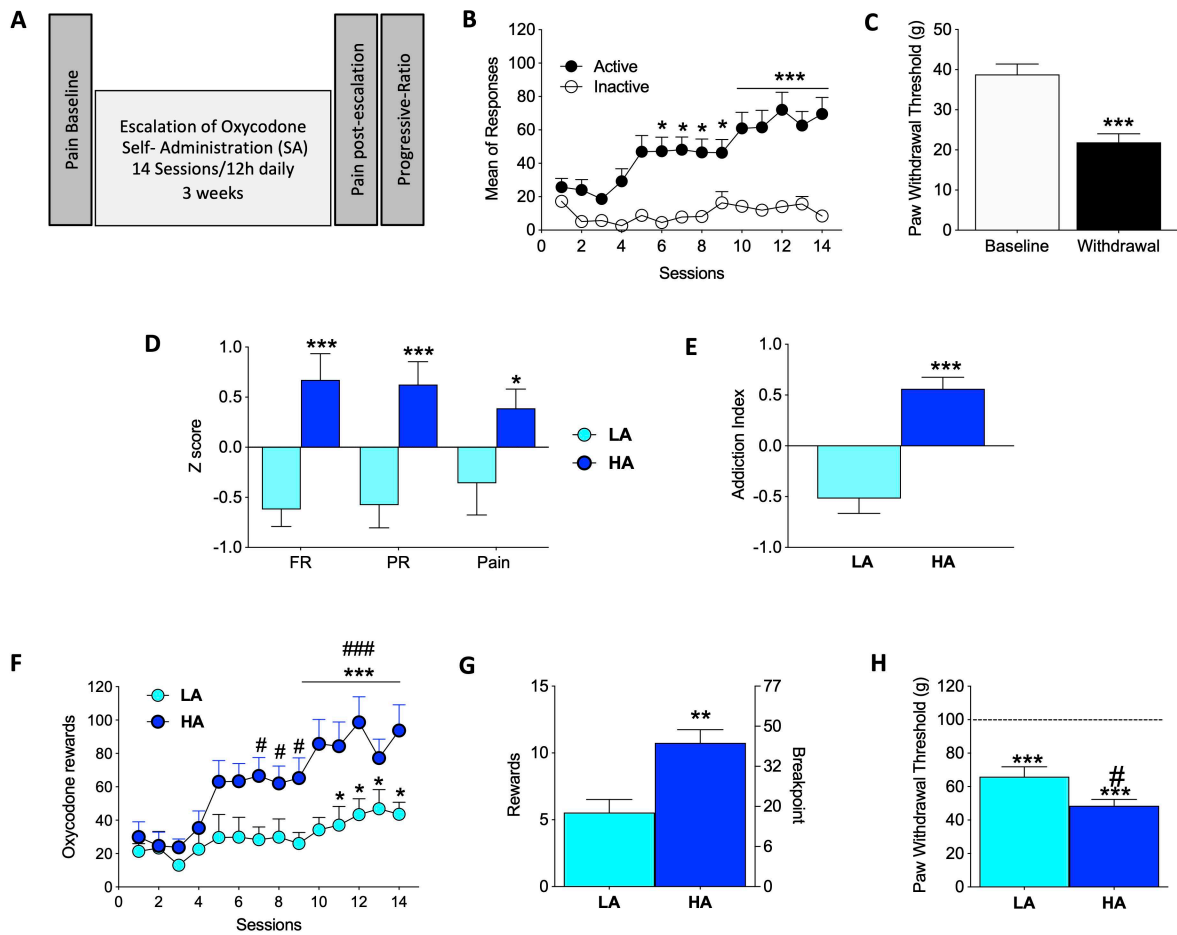 A
Pain Baseline
Escalation of Oxycodone
Self- Administration (SA)
14 Sessions/12h daily
3 weeks
Pain post-escalation
Progressive-Ratio
B
Mean of Responses
120
100
80
60
40
20
0
Active
Inactive
* * * *
***
0 2 4 6 8 10 12 14
Sessions
C
Paw Withdrawal Threshold (g)
50
40
30
20
10
0
***
Baseline Withdrawal
D
Z score
1.0
0.5
0.0
-0.5
-1.0
*** *** *
FR PR Pain
LA
HA
E
Addiction Index
1.0
0.5
0.0
-0.5
-1.0
***
LA HA
F
Oxycodone rewards
120
100
80
60
40
20
0
LA
HA
###
***
# # #
* * * *
0 2 4 6 8 10 12 14
Sessions
G
Rewards
15
10
5
0
**
77
50
32
20
6
0
Breakpoint
LA HA
H
Paw Withdrawal Threshold (g)
120
100
80
60
40
20
0
***
#
***
LA HA